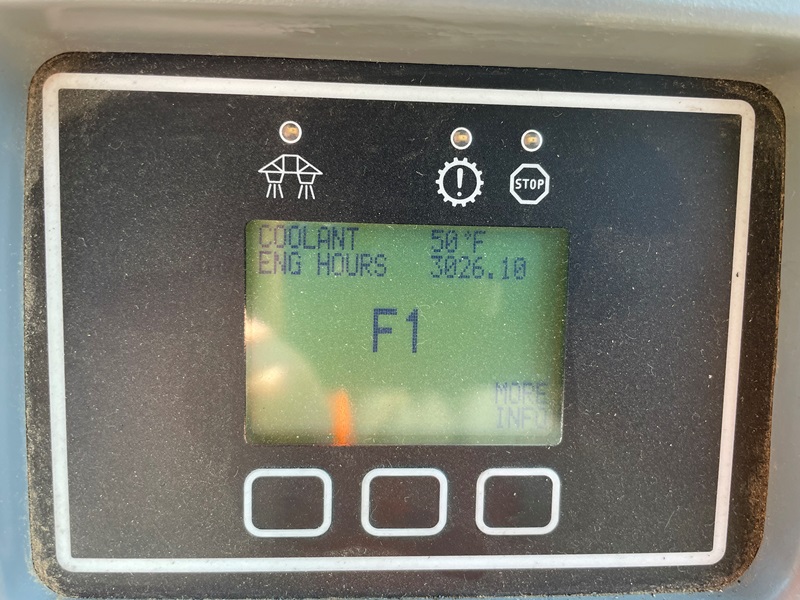 STOP
COOLANT 50°F
ENG HOURS 3026.10
F1
MORE
INFO